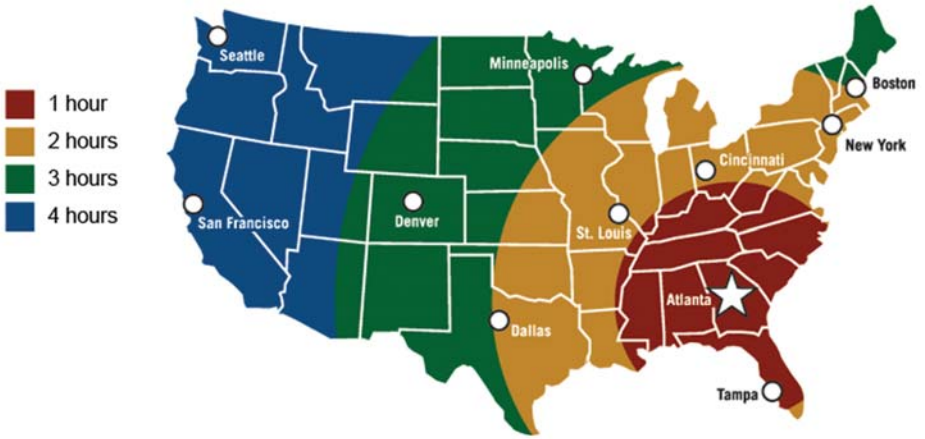 Seattle
Minneapolis
Boston
1 hour
2 hours
New York
Cincinnati
3 hours
4 hours
San Francisco
Denver
St. Louis
Atlanta
Dallas
Tampa